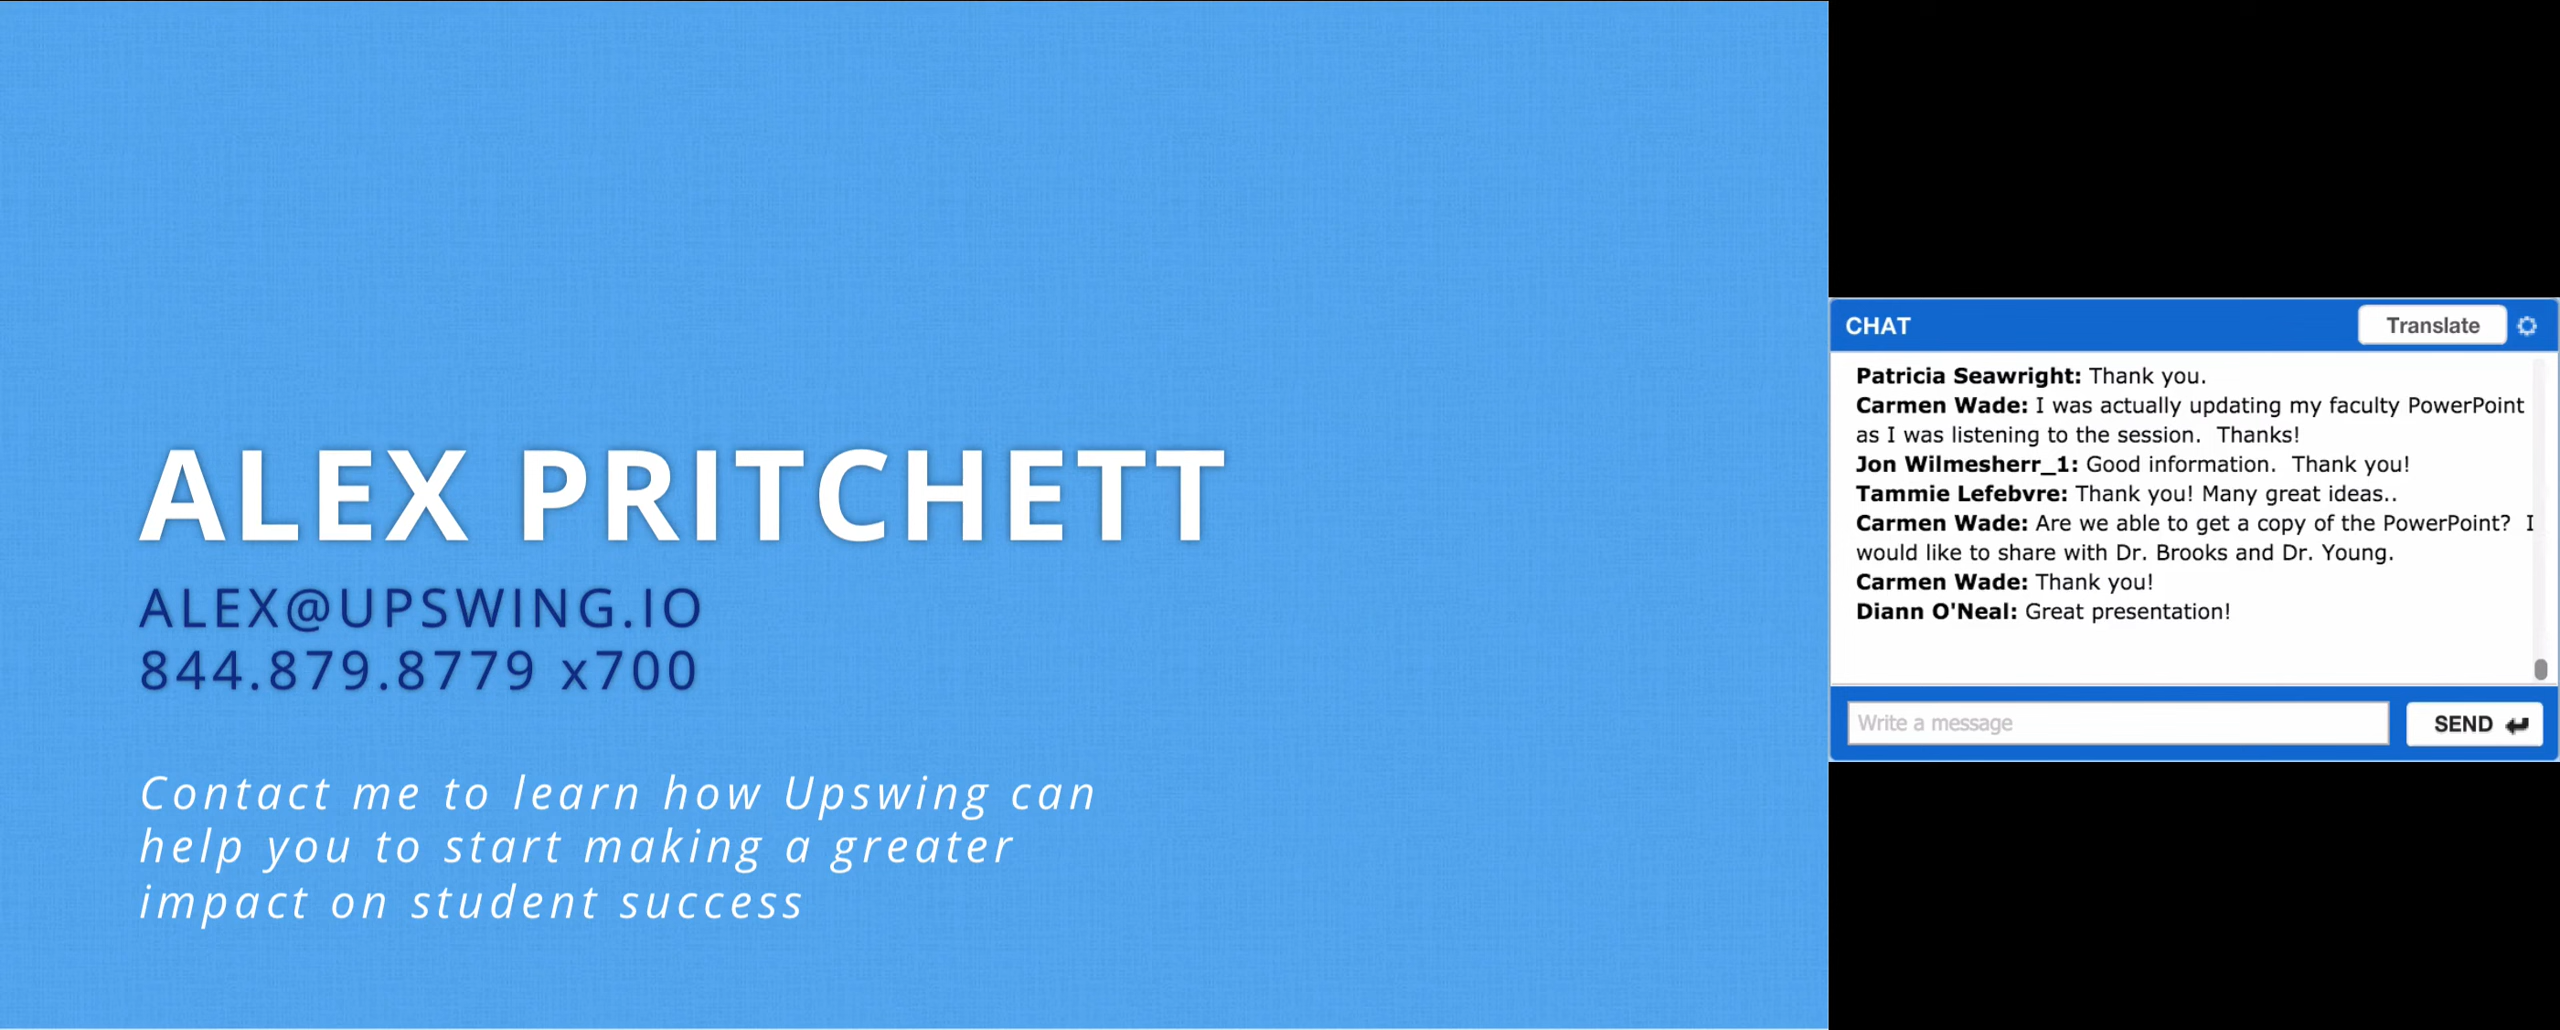 ALEX PRITCHETT
ALEX@UPSWING.IO
844.879.8779 x700
Contact me to learn how Upswing can
help you to start making a greater
impact on student success
CHAT
Translate
Patricia Seawright: Thank you.
Carmen Wade: I was actually updating my faculty PowerPoint
as I was listening to the session.  Thanks!
Jon Wilmesherr_1: Good information.  Thank you!
Tammie Lefebvre: Thank you! Many great ideas..
Carmen Wade: Are we able to get a copy of the PowerPoint?  I
would like to share with Dr. Brooks and Dr. Young.
Carmen Wade: Thank you!
Diann O'Neal: Great presentation!
Write a message
SEND